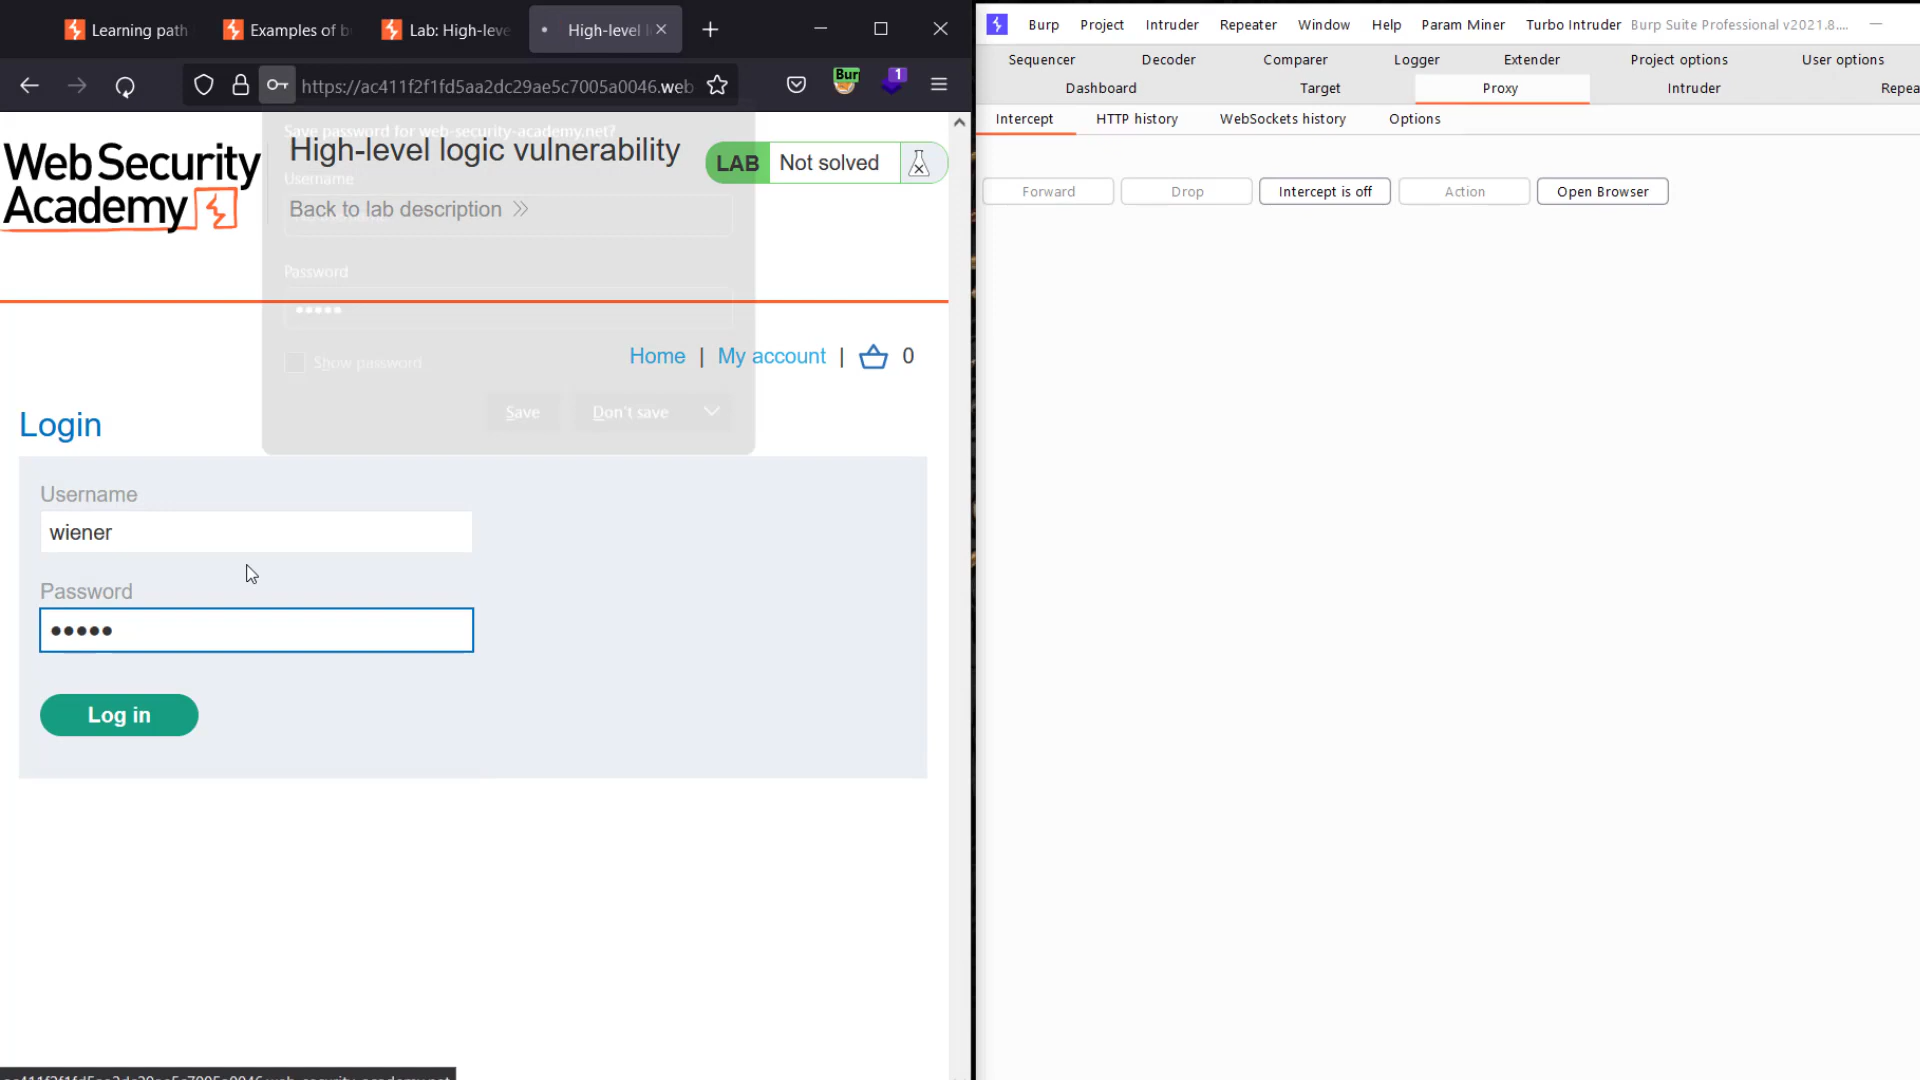 Learning path
Examples of b
Lab: High-leve
High-level l
https://ac411f2f1fd5aa2dc29ae5c7005a0046.web
Bur
1
Web Security
Academy
Save password for web-security-academy.net?
High-level logic vulnerability
Username
Back to lab description
LAB
Not solved
Password
Show password
Save
Don't save
Home | My account | 0
Login
Username
wiener
Password
Log in
Burp
Project
Intruder
Repeater
Window
Help
Param Miner
Turbo Intruder
Burp Suite Professional v2021.8....
Sequencer
Decoder
Comparer
Logger
Extender
Project options
User options
Dashboard
Target
Proxy
Intruder
Repea
Intercept
HTTP history
WebSockets history
Options
Forward
Drop
Intercept is off
Action
Open Browser